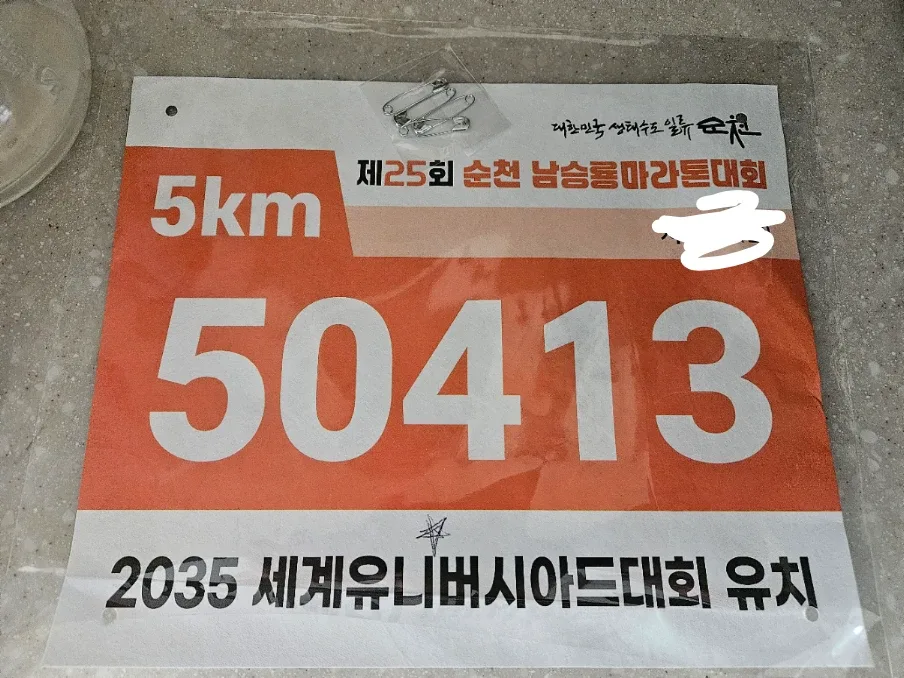 대한민국 생태수도 일류 순천
제25회 순천 남승룡마라톤대회
5km
50413
2035 세계유니버시아드대회 유치